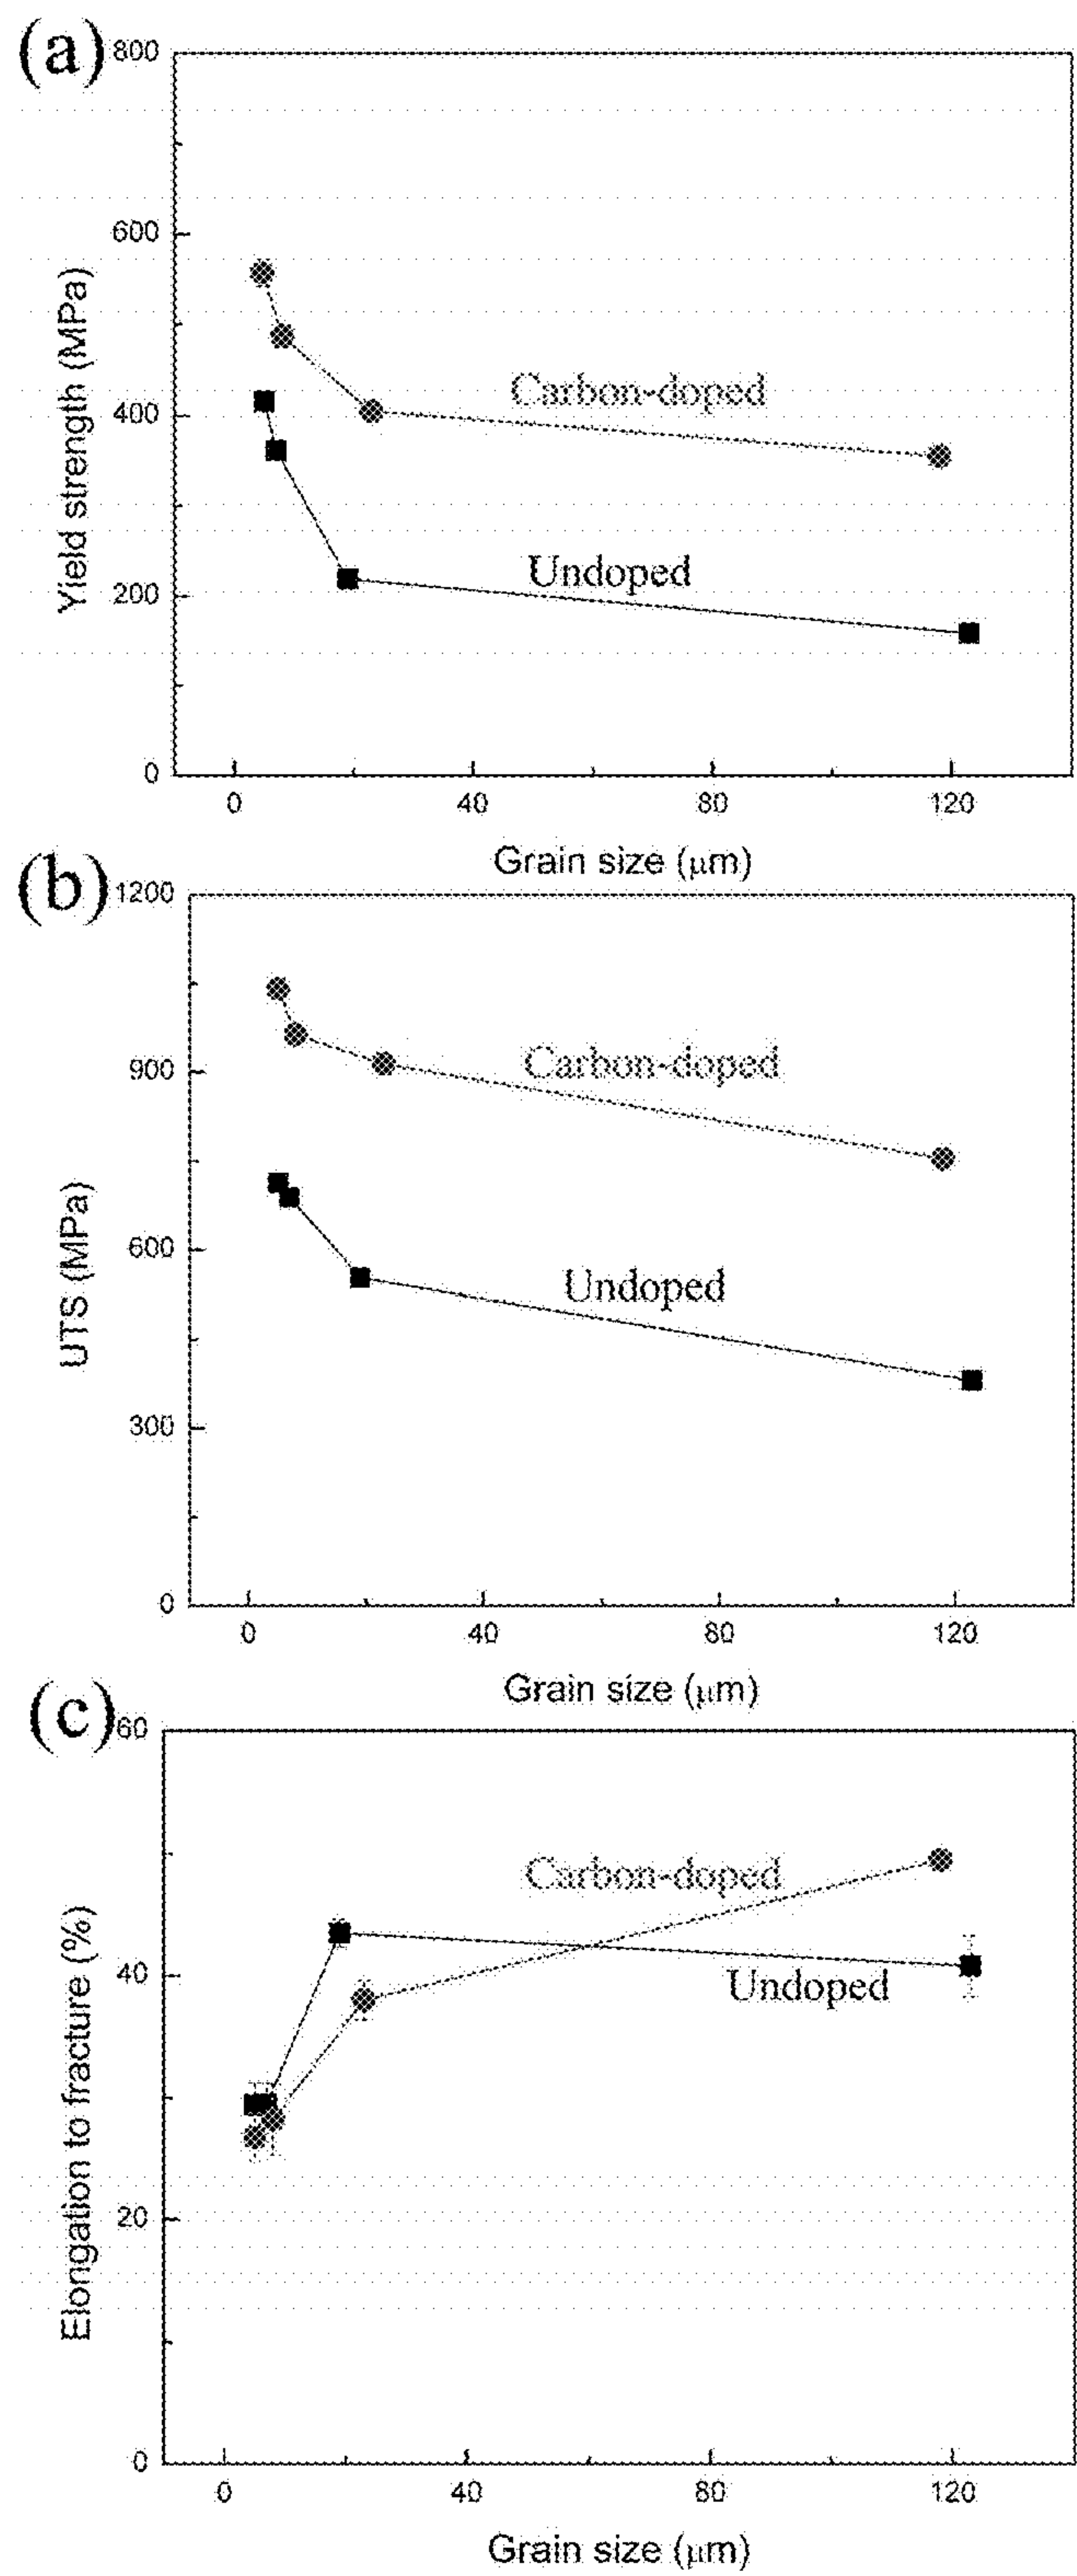 (a)
800
600
400
200
0
Yield strength (MPa)
Carbon-doped
Undoped
0 40 80 120
Grain size (μm)
(b)
1200
900
600
300
0
UTS (MPa)
Carbon-doped
Undoped
0 40 80 120
Grain size (μm)
(c)
60
40
20
0
Elongation to fracture (%)
Carbon-doped
Undoped
0 40 80 120
Grain size (μm)